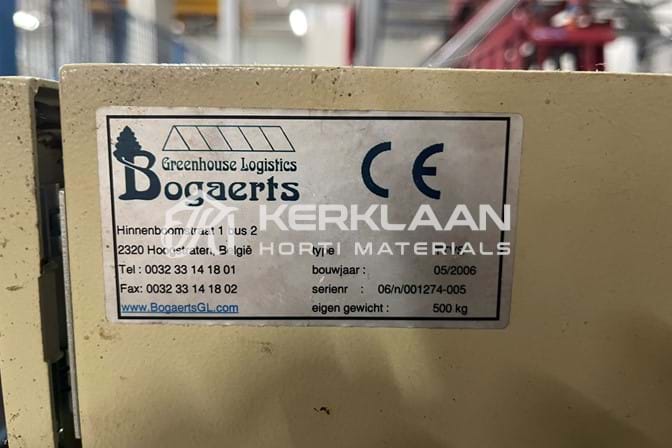 Greenhouse Logistics
Bogaerts
CE
Hinnenboomstraat 1 bus 2
2320 Hoogstraten, België
Tel : 0032 33 14 18 01
Fax: 0032 33 14 18 02
www.BogaertsGL.com
type
bouwjaar : 05/2006
serienr : 06/n/001274-005
eigen gewicht : 500 kg
KERKLAAN
HORTI MATERIALS